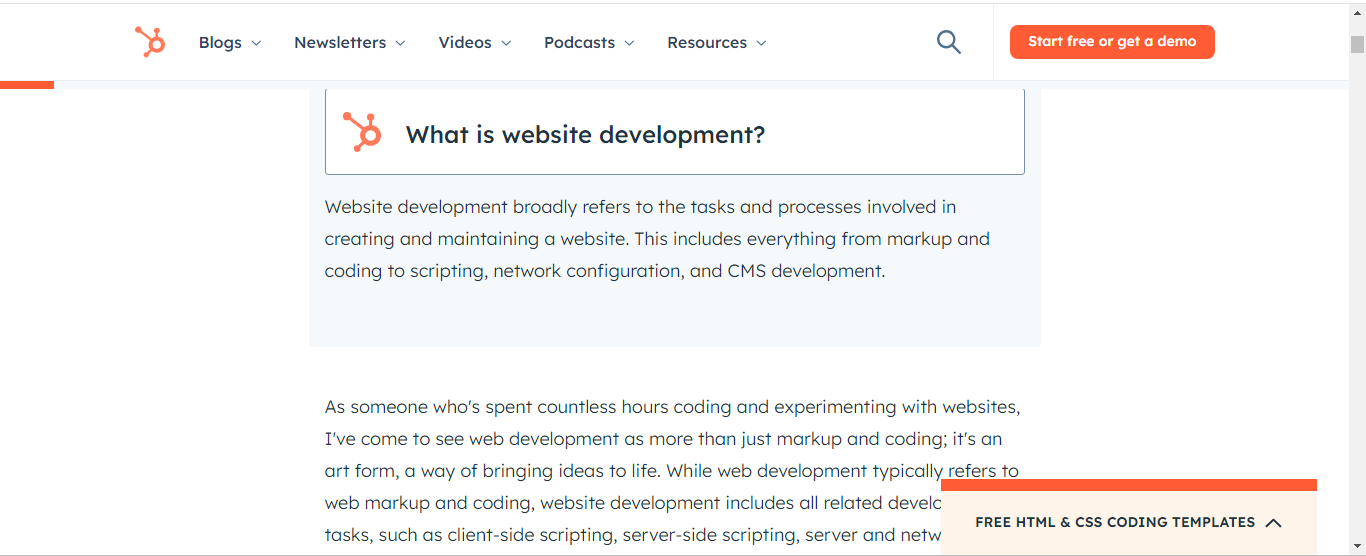 Blogs Newsletters Videos Podcasts Resources Start free or get a demo
What is website development?
Website development broadly refers to the tasks and processes involved in
creating and maintaining a website. This includes everything from markup and
coding to scripting, network configuration, and CMS development.
As someone who's spent countless hours coding and experimenting with websites,
I've come to see web development as more than just markup and coding; it's an
art form, a way of bringing ideas to life. While web development typically refers to
web markup and coding, website development includes all related develo
tasks, such as client-side scripting, server-side scripting, server and netw
FREE HTML & CSS CODING TEMPLATES